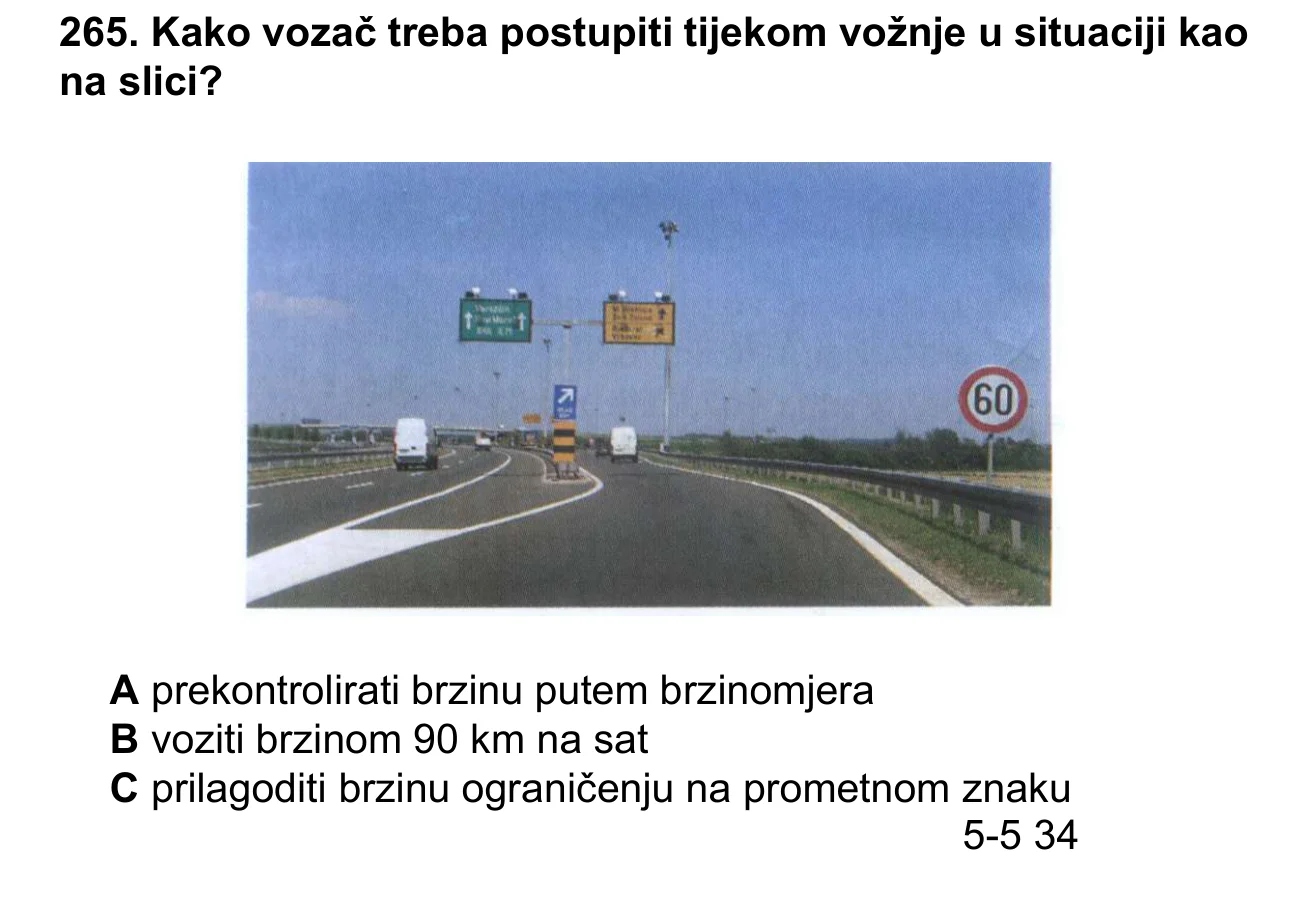 265. Kako vozač treba postupiti tijekom vožnje u situaciji kao
na slici?
60
A prekontrolirati brzinu putem brzinomjera
B voziti brzinom 90 km na sat
C prilagoditi brzinu ograničenju na prometnom znaku
5-5 34